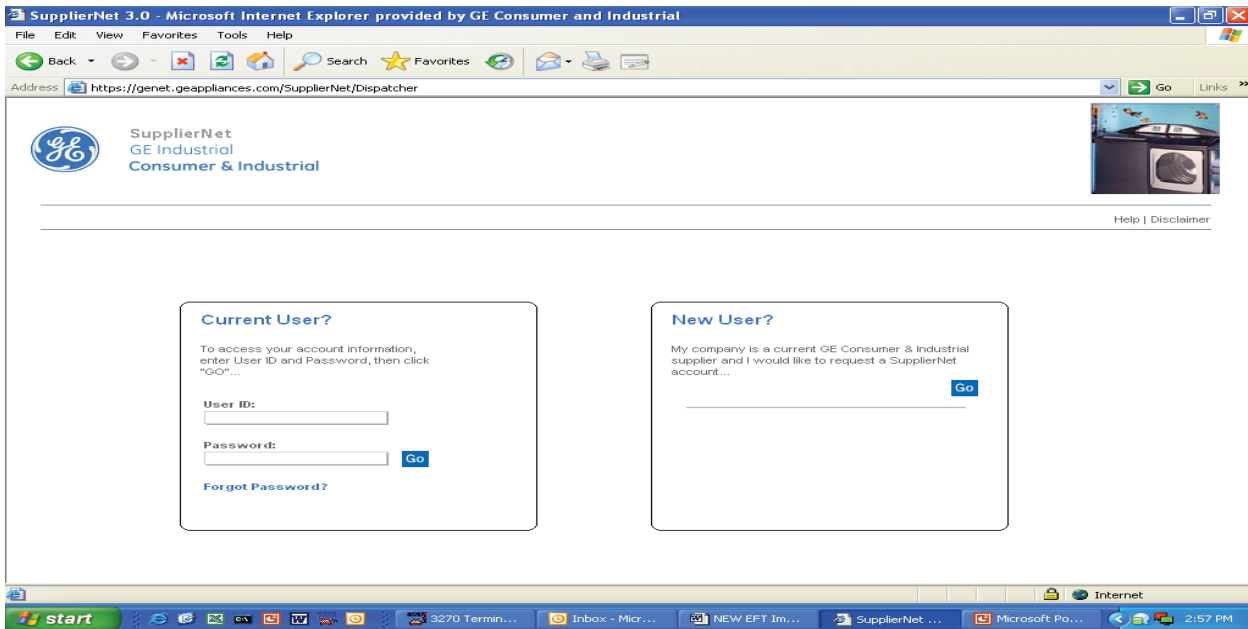 SupplierNet 3.0 - Microsoft Internet Explorer provided by GE Consumer and Industrial
File Edit View Favorites Tools Help
Back Search Favorites
Address https://genet.geappliances.com/SupplierNet/Dispatcher Go Links »
GE
SupplierNet
GE Industrial
Consumer & Industrial
Help | Disclaimer
Current User?
To access your account information,
enter User ID and Password, then click
"GO"...
User ID:
Password:
Go
Forgot Password?
New User?
My company is a current GE Consumer & Industrial
supplier and I would like to request a SupplierNet
account...
Go
Internet
start 3270 Termin... Inbox - Micr... NEW EFT Im... SupplierNet ... Microsoft Po... 2:57 PM